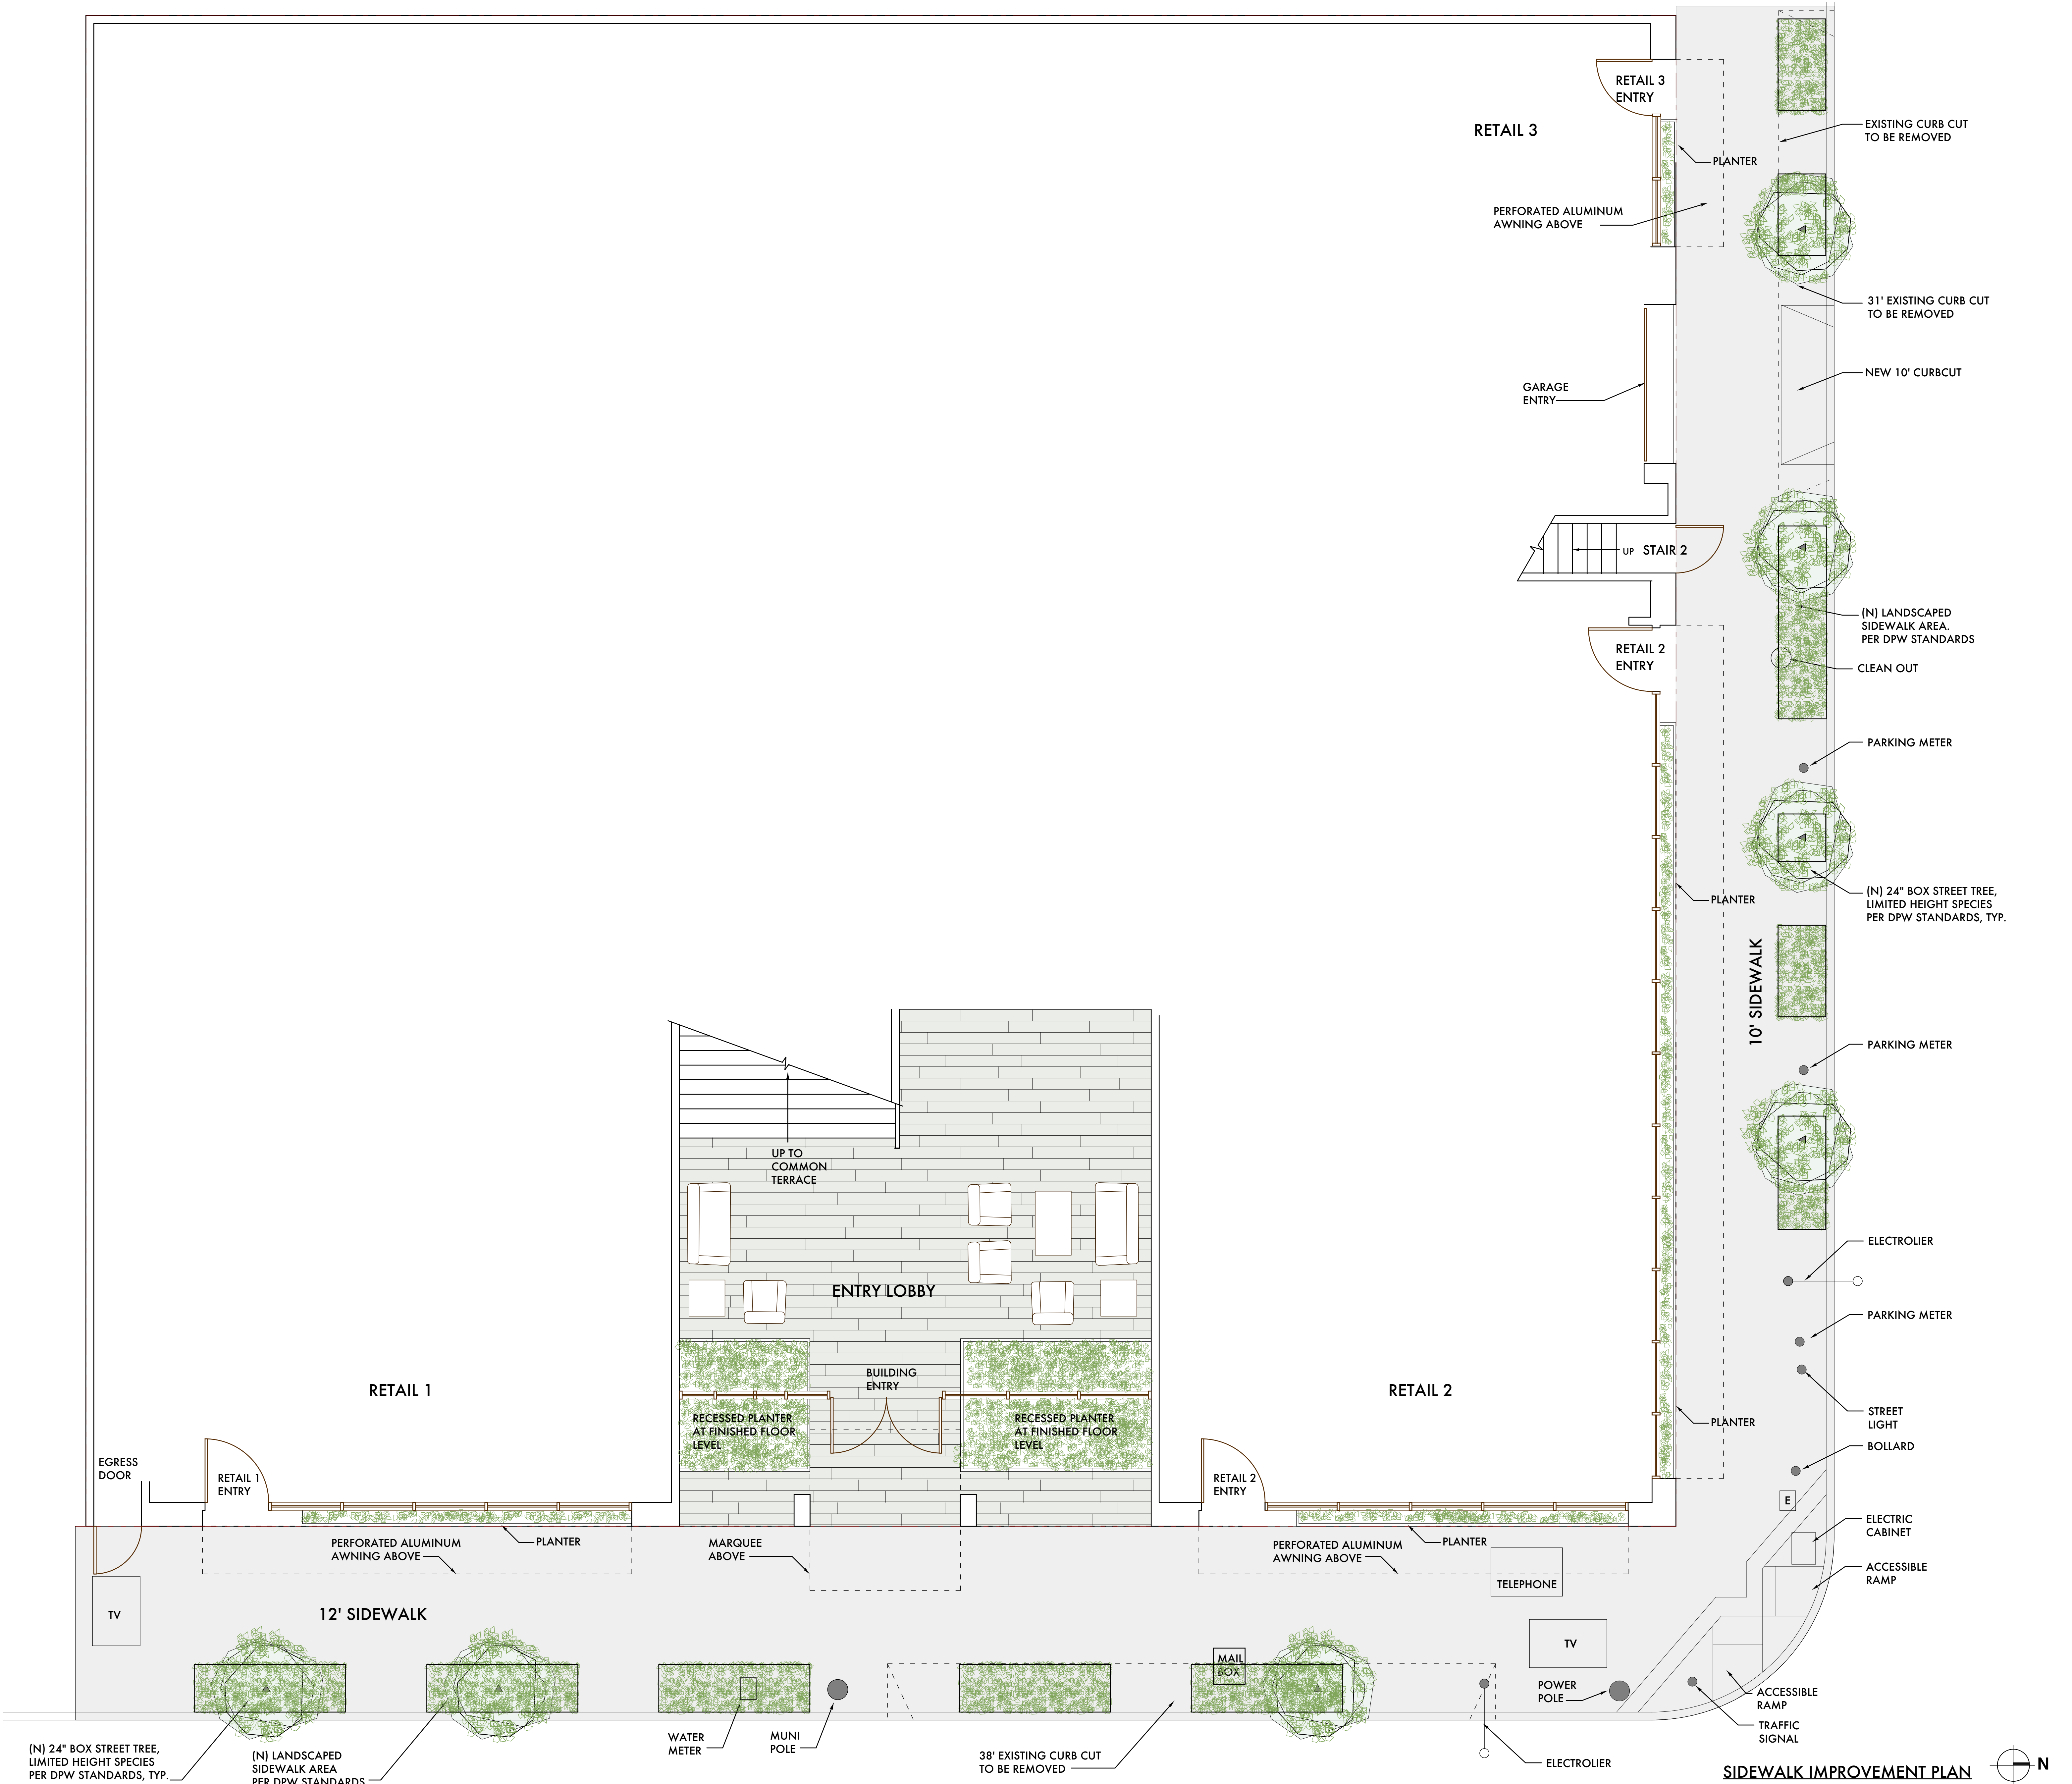 RETAIL 3
ENTRY
RETAIL 3
EXISTING CURB CUT
TO BE REMOVED
PLANTER
PERFORATED ALUMINUM
AWNING ABOVE
31' EXISTING CURB CUT
TO BE REMOVED
NEW 10' CURBCUT
GARAGE
ENTRY
UP STAIR 2
(N) LANDSCAPED
SIDEWALK AREA.
PER DPW STANDARDS
RETAIL 2
ENTRY
CLEAN OUT
PARKING METER
(N) 24" BOX STREET TREE,
LIMITED HEIGHT SPECIES
PER DPW STANDARDS, TYP.
PLANTER
10' SIDEWALK
PARKING METER
UP TO
COMMON
TERRACE
ELECTROLIER
ENTRY LOBBY
PARKING METER
BUILDING
ENTRY
RETAIL 1
RETAIL 2
RECESSED PLANTER
AT FINISHED FLOOR
LEVEL
RECESSED PLANTER
AT FINISHED FLOOR
LEVEL
PLANTER
STREET
LIGHT
BOLLARD
EGRESS
DOOR
RETAIL 1
ENTRY
RETAIL 2
ENTRY
E
ELECTRIC
CABINET
PERFORATED ALUMINUM
AWNING ABOVE
PLANTER
MARQUEE
ABOVE
PERFORATED ALUMINUM
AWNING ABOVE
PLANTER
TELEPHONE
ACCESSIBLE
RAMP
TV
12' SIDEWALK
TV
MAIL
BOX
POWER
POLE
ACCESSIBLE
RAMP
TRAFFIC
SIGNAL
WATER
METER
MUNI
POLE
(N) 24" BOX STREET TREE,
LIMITED HEIGHT SPECIES
PER DPW STANDARDS, TYP.
(N) LANDSCAPED
SIDEWALK AREA
PER DPW STANDARDS
38' EXISTING CURB CUT
TO BE REMOVED
ELECTROLIER
SIDEWALK IMPROVEMENT PLAN
N